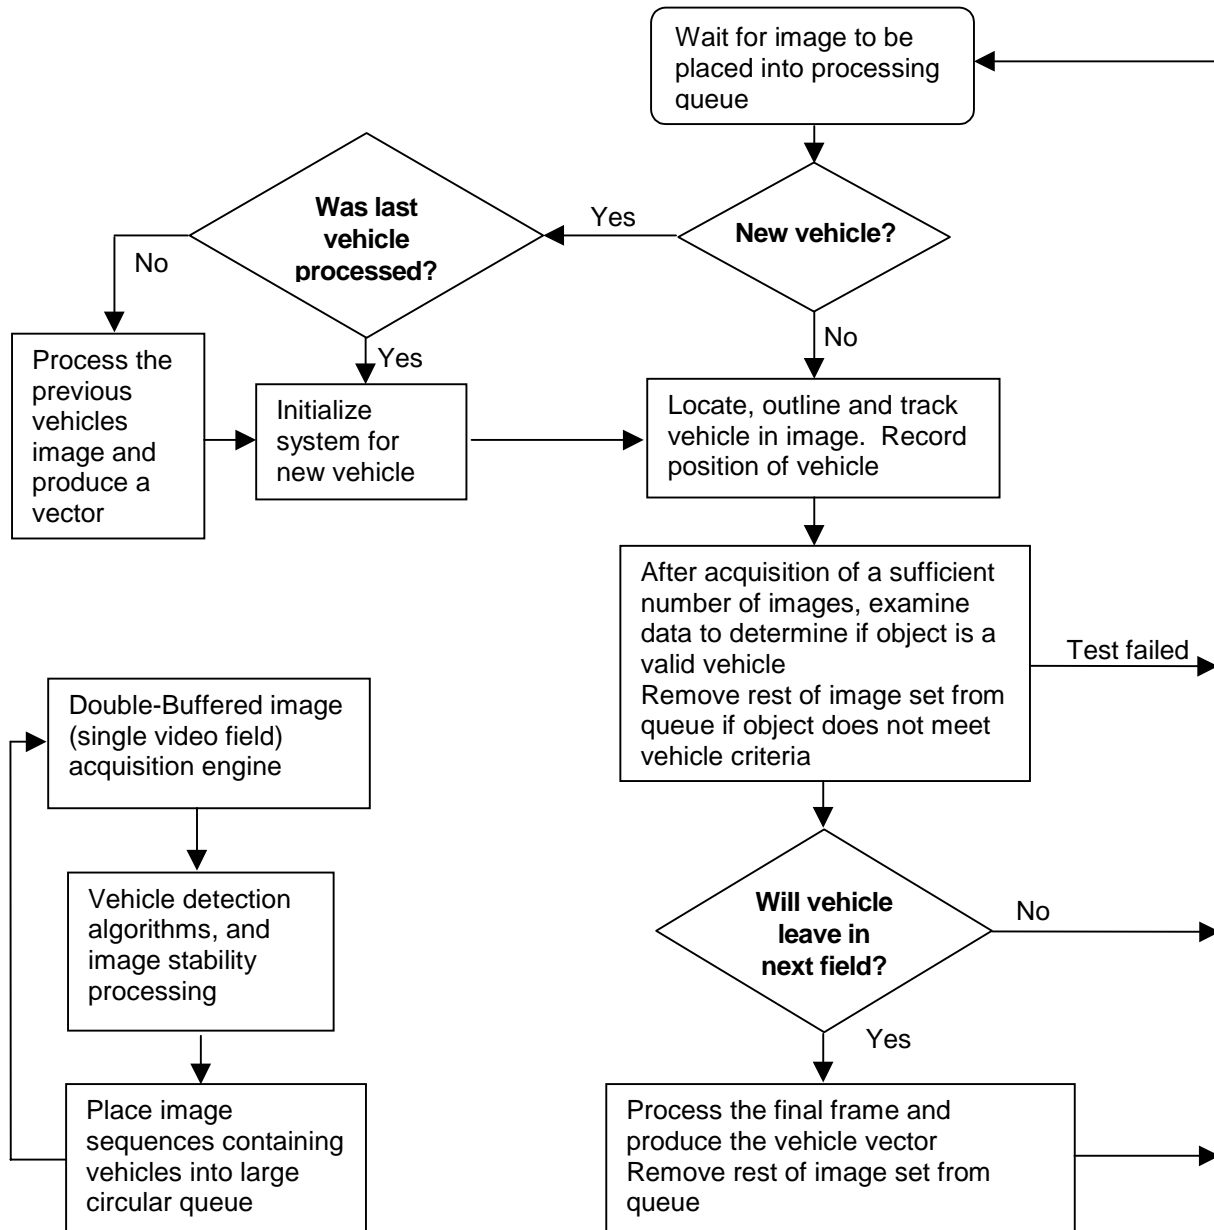 Wait for image to be
placed into processing
queue
Was last
vehicle
processed?
Yes
New vehicle?
No
No
Yes
Process the
previous
vehicles
image and
produce a
vector
Initialize
system for
new vehicle
Locate, outline and track
vehicle in image.  Record
position of vehicle
After acquisition of a sufficient
number of images, examine
data to determine if object is a
valid vehicle
Remove rest of image set from
queue if object does not meet
vehicle criteria
Test failed
Double-Buffered image
(single video field)
acquisition engine
Vehicle detection
algorithms, and
image stability
processing
Will vehicle
leave in
next field?
No
Yes
Place image
sequences containing
vehicles into large
circular queue
Process the final frame and
produce the vehicle vector
Remove rest of image set from
queue